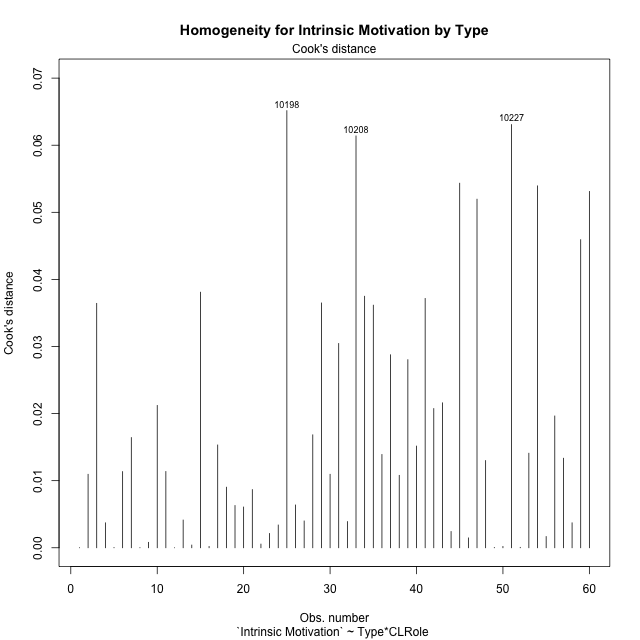 Homogeneity for Intrinsic Motivation by Type
Cook's distance
0.07
0.06
0.05
0.04
0.03
0.02
0.01
0.00
Cook's distance
10198
10208
10227
0 10 20 30 40 50 60
Obs. number
`Intrinsic Motivation` ~ Type*CLRole